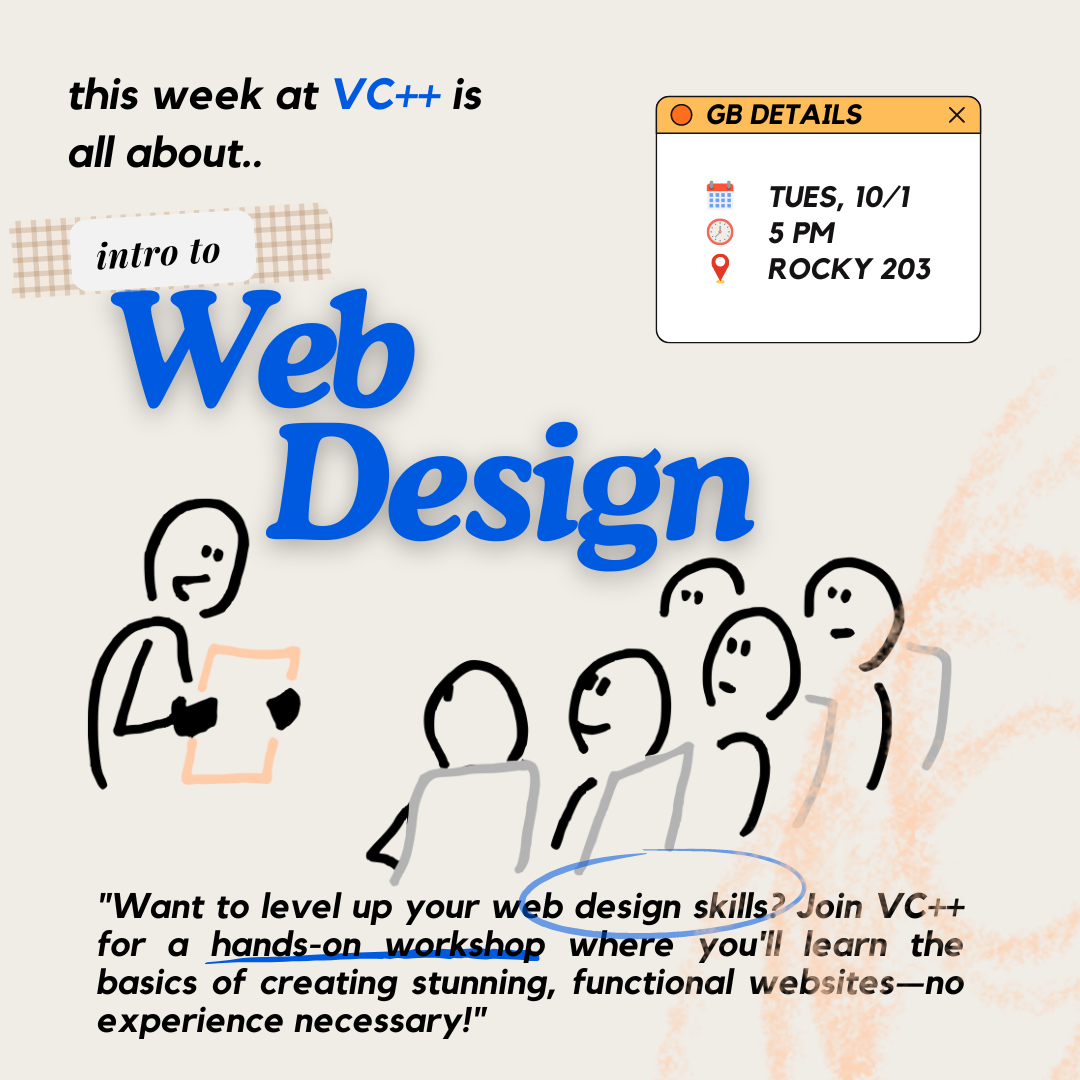 this week at VC++ is
all about..
GB DETAILS
TUES, 10/1
5 PM
ROCKY 203
intro to
Web
Design
"Want to level up your web design skills? Join VC++
for a hands-on workshop where you'll learn the
basics of creating stunning, functional websites—no
experience necessary!"